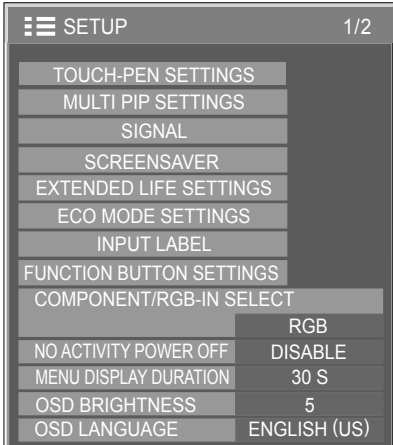 SETUP 1/2
TOUCH-PEN SETTINGS
MULTI PIP SETTINGS
SIGNAL
SCREENSAVER
EXTENDED LIFE SETTINGS
ECO MODE SETTINGS
INPUT LABEL
FUNCTION BUTTON SETTINGS
COMPONENT/RGB-IN SELECT
RGB
NO ACTIVITY POWER OFF DISABLE
MENU DISPLAY DURATION 30 S
OSD BRIGHTNESS 5
OSD LANGUAGE ENGLISH (US)